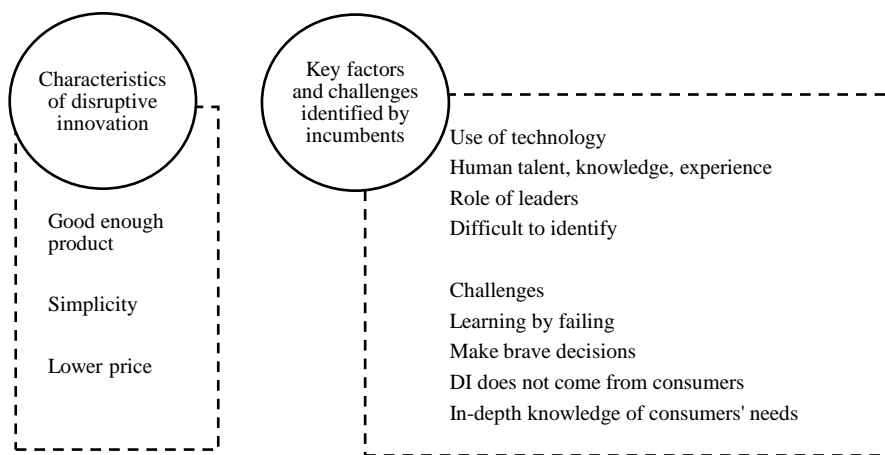 Characteristics
of disruptive
innovation
Good enough
product
Simplicity
Lower price
Key factors
and challenges
identified by
incumbents
Use of technology
Human talent, knowledge, experience
Role of leaders
Difficult to identify
Challenges
Learning by failing
Make brave decisions
DI does not come from consumers
In-depth knowledge of consumers' needs